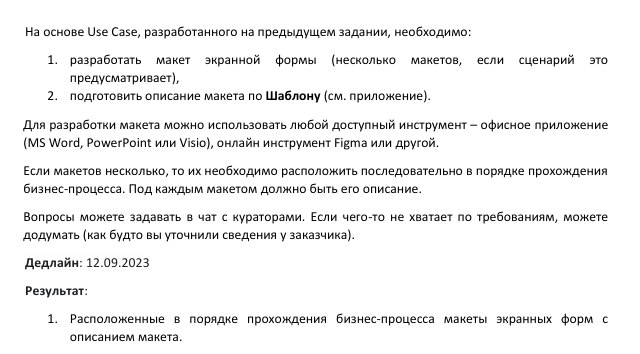 На основе Use Case, разработанного на предыдущем задании, необходимо:
1. разработать макет экранной формы (несколько макетов, если сценарий это
предусматривает),
2. подготовить описание макета по Шаблону (см. приложение).
Для разработки макета можно использовать любой доступный инструмент – офисное приложение
(MS Word, PowerPoint или Visio), онлайн инструмент Figma или другой.
Если макетов несколько, то их необходимо расположить последовательно в порядке прохождения
бизнес-процесса. Под каждым макетом должно быть его описание.
Вопросы можете задавать в чат с кураторами. Если чего-то не хватает по требованиям, можете
додумать (как будто вы уточнили сведения у заказчика).
Дедлайн: 12.09.2023
Результат:
1. Расположенные в порядке прохождения бизнес-процесса макеты экранных форм с
описанием макета.